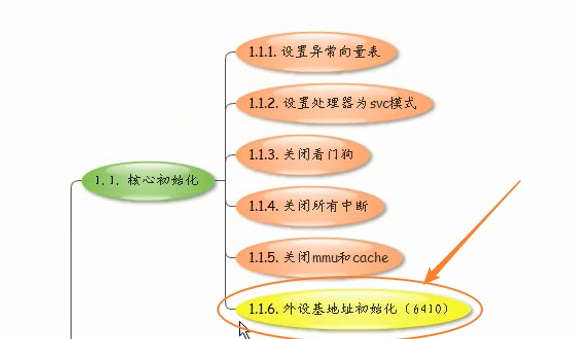 1.1.1. 设置异常向量表
1.1.2. 设置处理器为svc模式
1.1.3. 关闭看门狗
1.1. 核心初始化
1.1.4. 关闭所有中断
1.1.5. 关闭mmu和cache
1.1.6. 外设基地址初始化（6410）